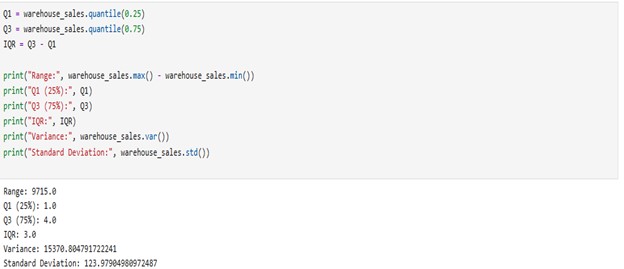 Q1 = warehouse_sales.quantile(0.25)
Q3 = warehouse_sales.quantile(0.75)
IQR = Q3 - Q1
print("Range:", warehouse_sales.max() - warehouse_sales.min())
print("Q1 (25%):", Q1)
print("Q3 (75%):", Q3)
print("IQR:", IQR)
print("Variance:", warehouse_sales.var())
print("Standard Deviation:", warehouse_sales.std())
Range: 9715.0
Q1 (25%): 1.0
Q3 (75%): 4.0
IQR: 3.0
Variance: 15370.804791722241
Standard Deviation: 123.97904980972487